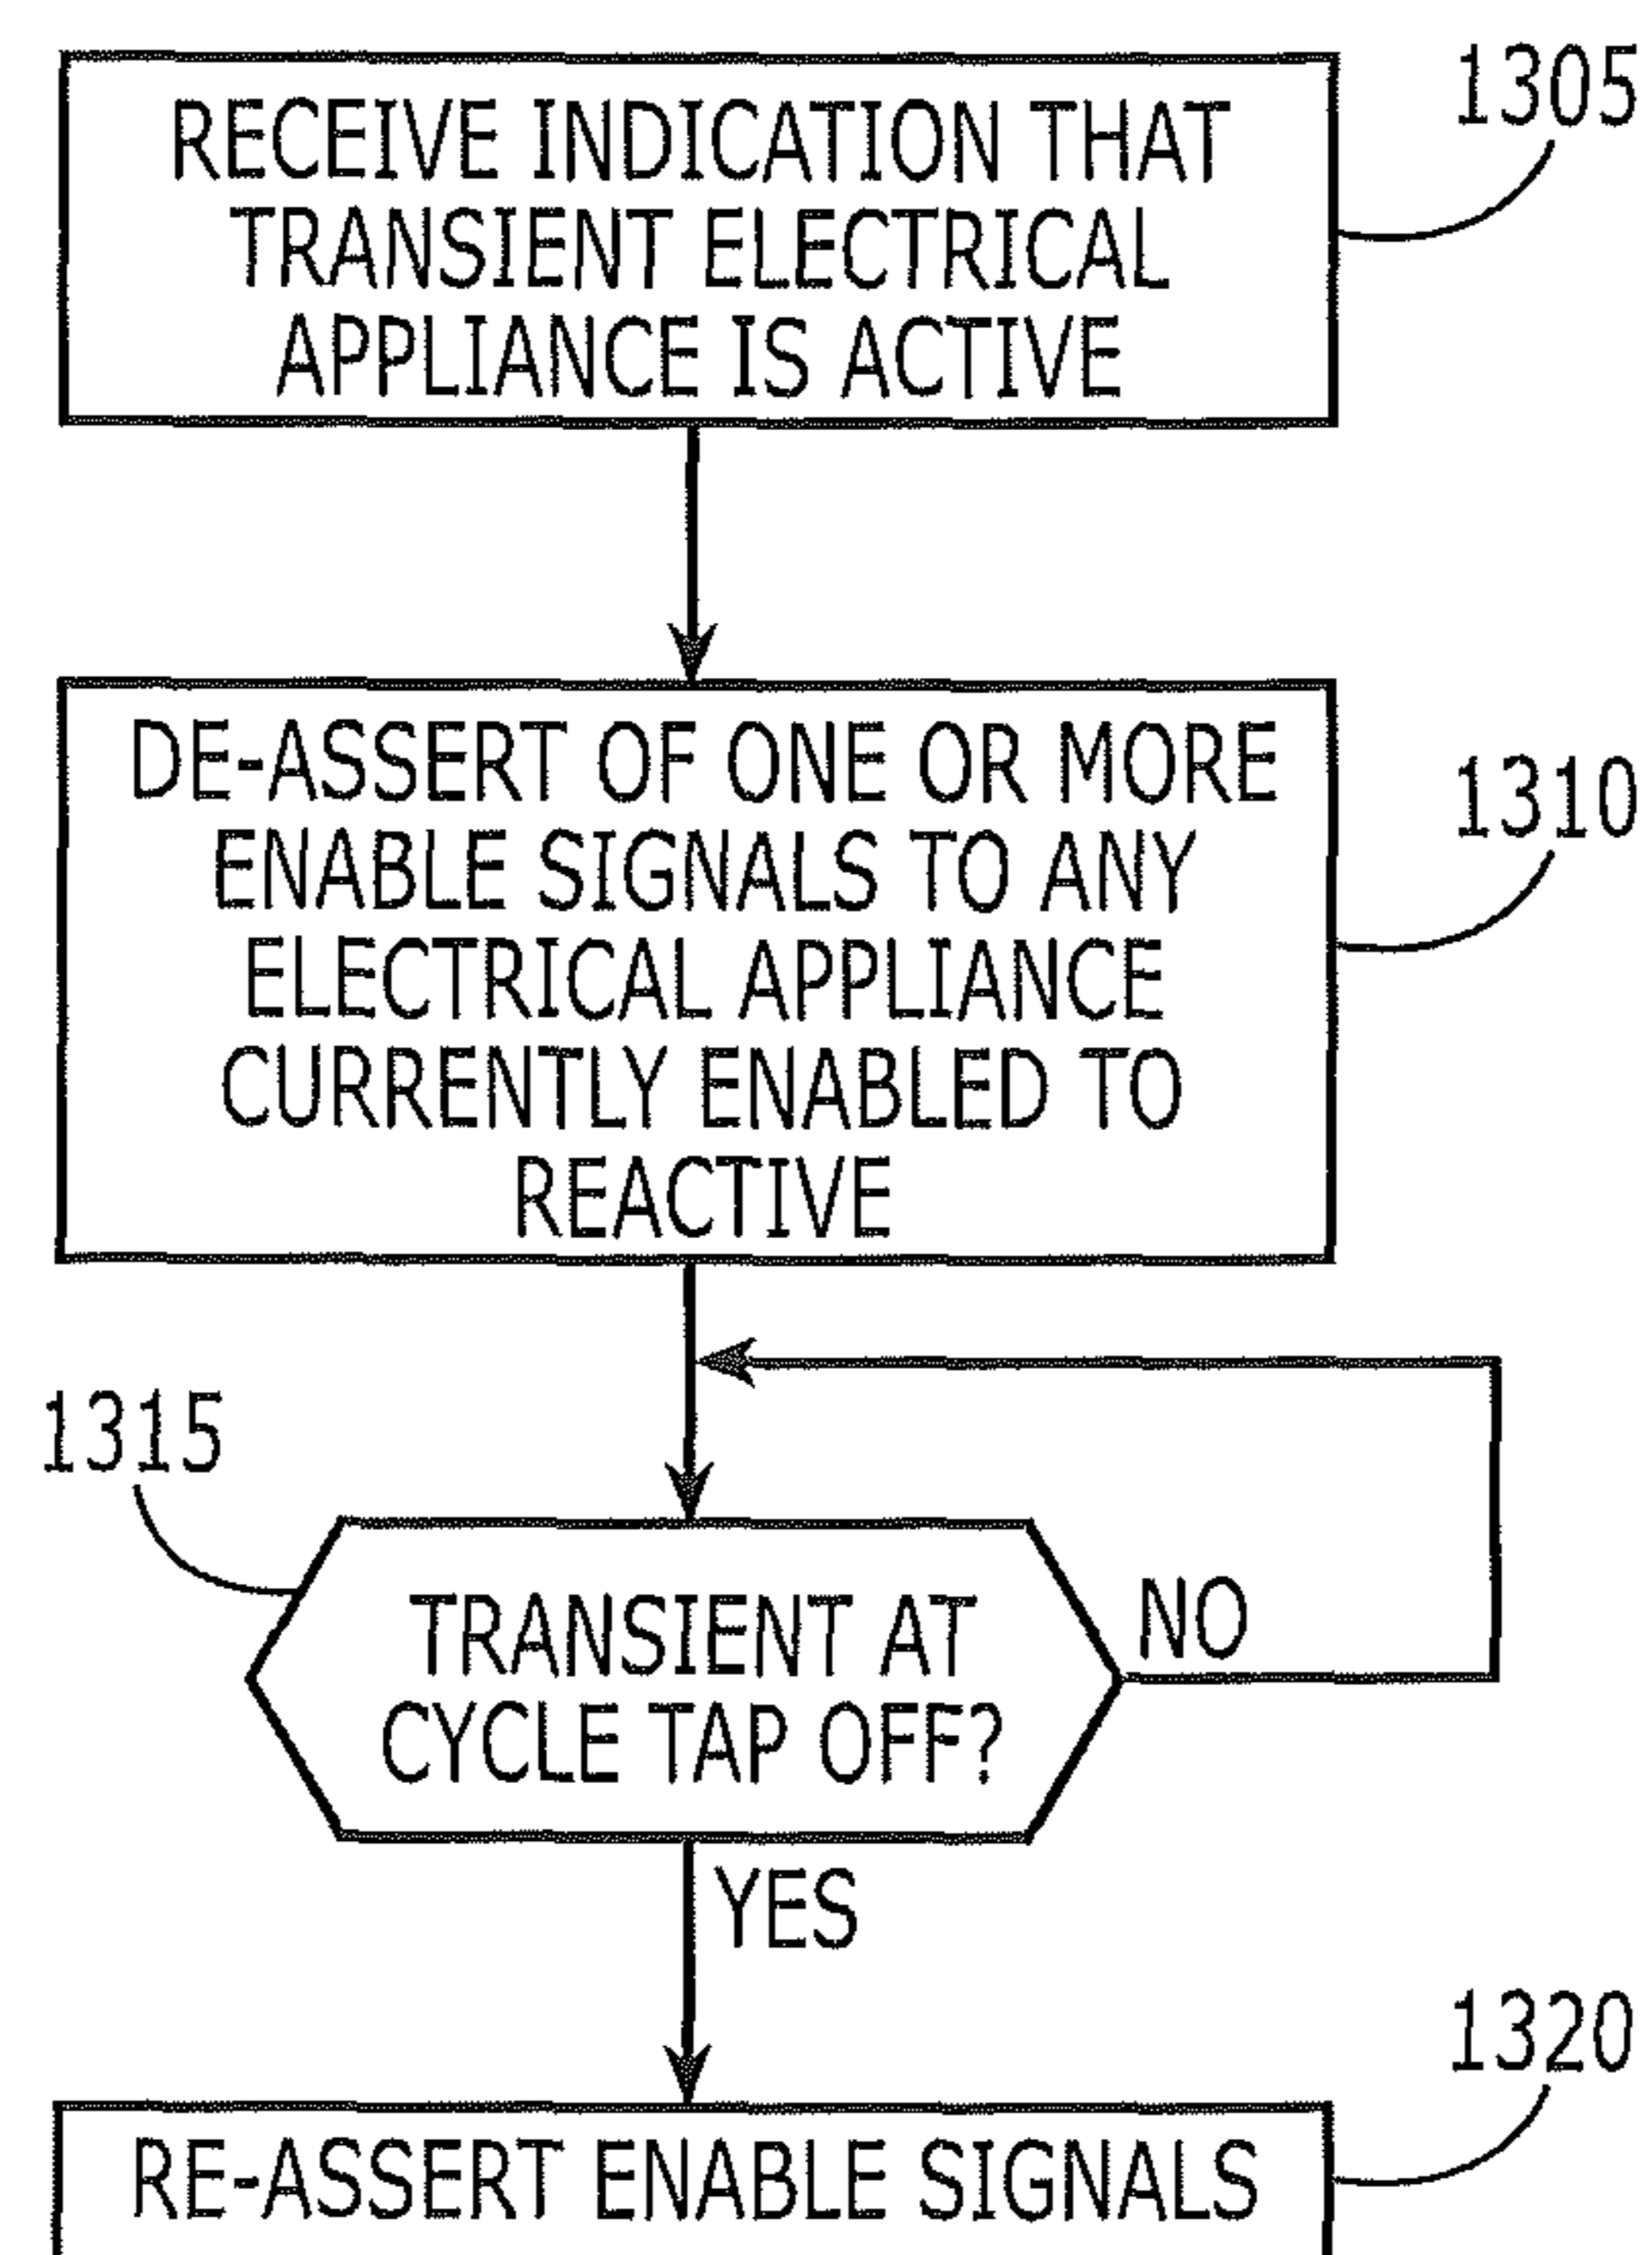 RECEIVE INDICATION THAT
TRANSIENT ELECTRICAL
APPLIANCE IS ACTIVE
1305
DE-ASSERT OF ONE OR MORE
ENABLE SIGNALS TO ANY
ELECTRICAL APPLIANCE
CURRENTLY ENABLED TO
REACTIVE
1310
1315
TRANSIENT AT
CYCLE TAP OFF?
NO
YES
1320
RE-ASSERT ENABLE SIGNALS